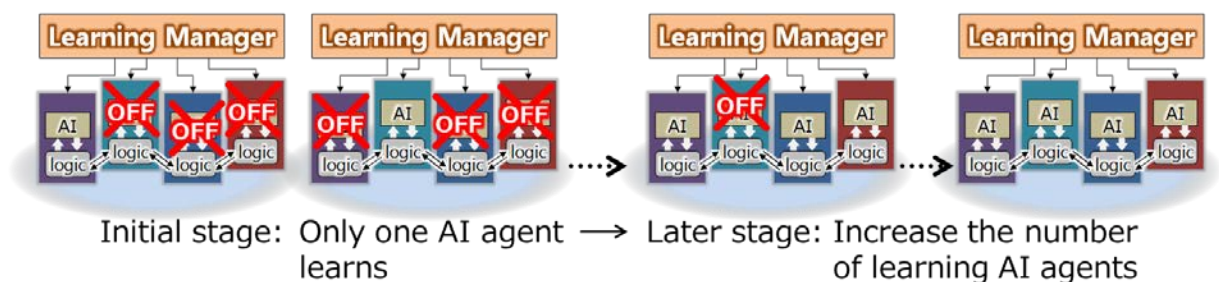 Learning Manager Learning Manager Learning Manager Learning Manager
AI OFF OFF OFF
logic logic logic logic
OFF AI OFF OFF
logic logic logic logic
AI OFF AI AI AI
logic logic logic logic
AI AI AI AI
logic logic logic logic
Initial stage: Only one AI agent → Later stage: Increase the number
learns of learning AI agents